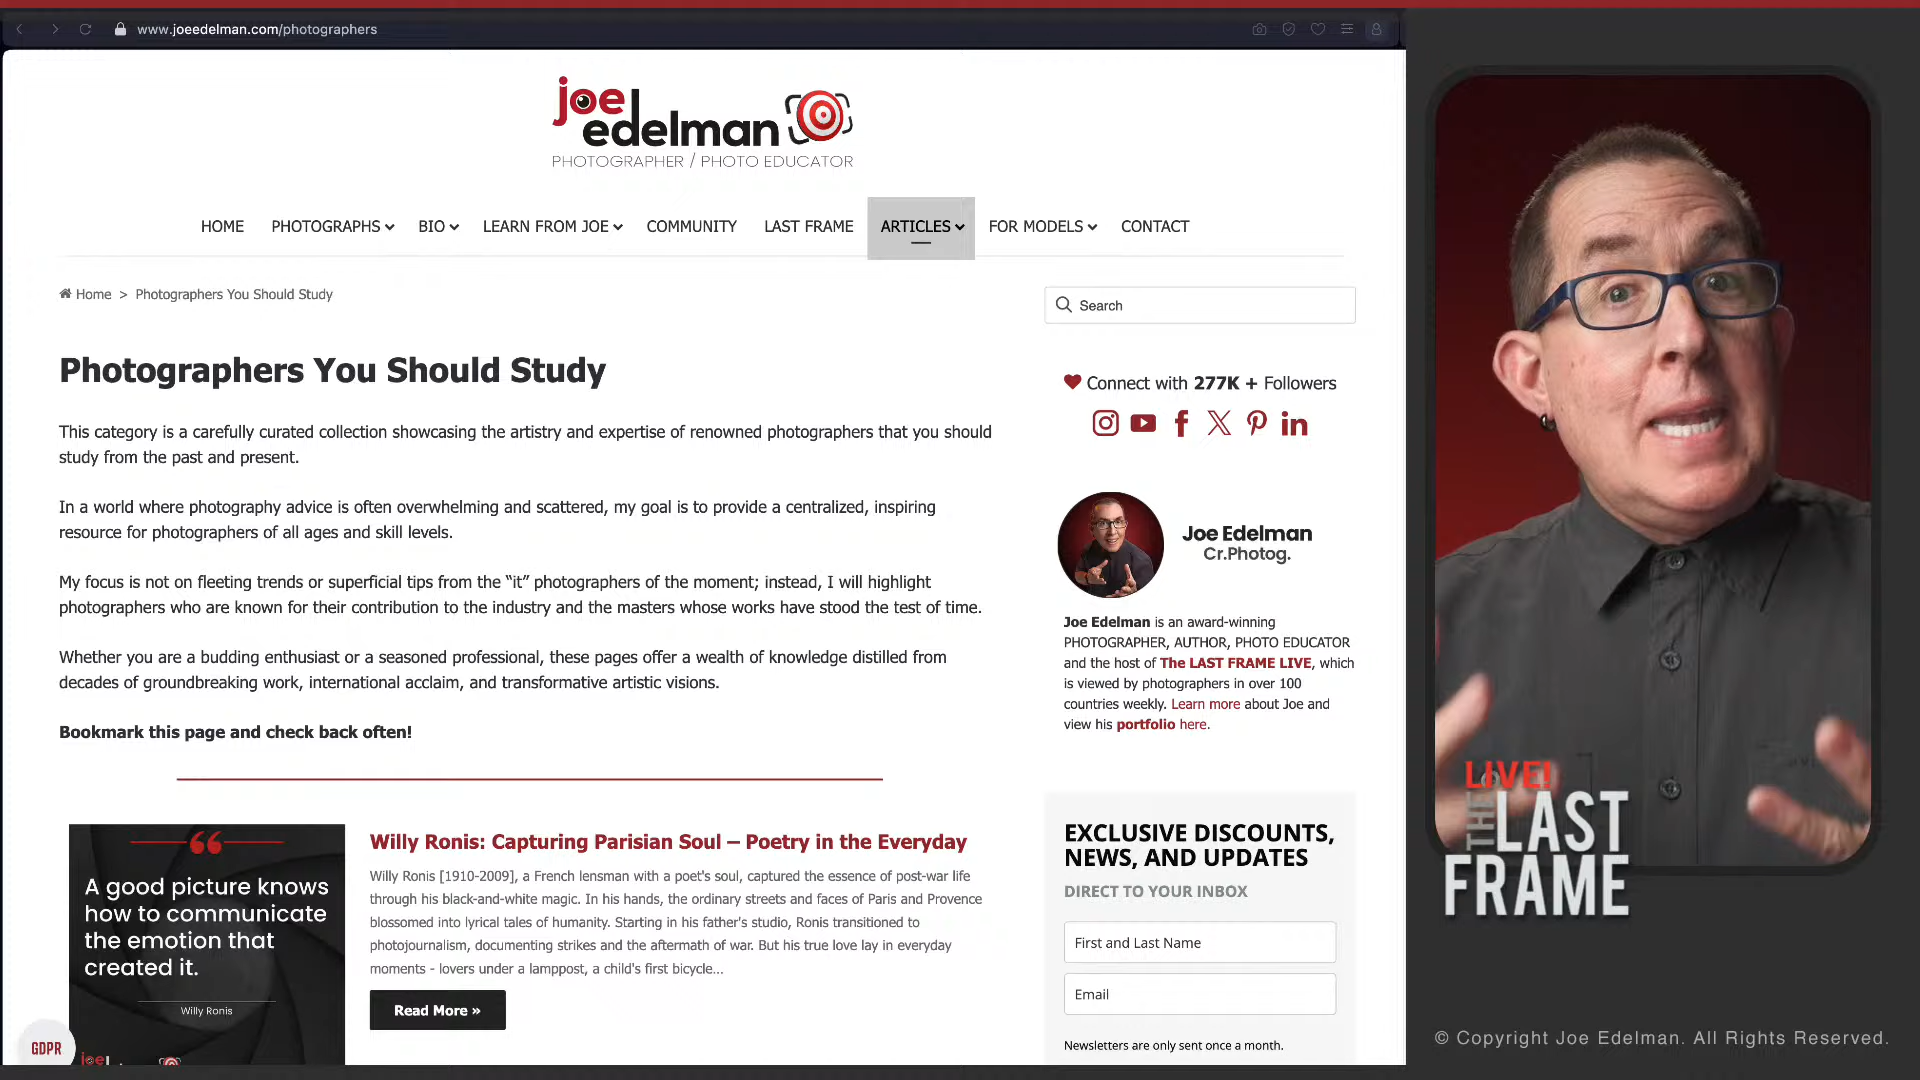 www.joeedelman.com/photographers
joe
edelman
PHOTOGRAPHER / PHOTO EDUCATOR
HOME PHOTOGRAPHS BIO LEARN FROM JOE COMMUNITY LAST FRAME ARTICLES FOR MODELS CONTACT
Home > Photographers You Should Study
Search
Photographers You Should Study
This category is a carefully curated collection showcasing the artistry and expertise of renowned photographers that you should
study from the past and present.
In a world where photography advice is often overwhelming and scattered, my goal is to provide a centralized, inspiring
resource for photographers of all ages and skill levels.
My focus is not on fleeting trends or superficial tips from the “it” photographers of the moment; instead, I will highlight
photographers who are known for their contribution to the industry and the masters whose works have stood the test of time.
Whether you are a budding enthusiast or a seasoned professional, these pages offer a wealth of knowledge distilled from
decades of groundbreaking work, international acclaim, and transformative artistic visions.
Bookmark this page and check back often!
“
A good picture knows
how to communicate
the emotion that
created it.
Willy Ronis
joe
GDPR
Willy Ronis: Capturing Parisian Soul – Poetry in the Everyday
Willy Ronis [1910-2009], a French lensman with a poet's soul, captured the essence of post-war life
through his black-and-white magic. In his hands, the ordinary streets and faces of Paris and Provence
blossomed into lyrical tales of humanity. Starting in his father's studio, Ronis transitioned to
photojournalism, documenting strikes and the aftermath of war. But his true love lay in everyday
moments - lovers under a lamppost, a child's first bicycle...
Read More »
Connect with 277K + Followers
Joe Edelman
Cr.Photog.
Joe Edelman is an award-winning
PHOTOGRAPHER, AUTHOR, PHOTO EDUCATOR
and the host of The LAST FRAME LIVE, which
is viewed by photographers in over 100
countries weekly. Learn more about Joe and
view his portfolio here.
EXCLUSIVE DISCOUNTS,
NEWS, AND UPDATES
DIRECT TO YOUR INBOX
First and Last Name
Email
Newsletters are only sent once a month.
LIVE!
THE LAST
FRAME
© Copyright Joe Edelman. All Rights Reserved.